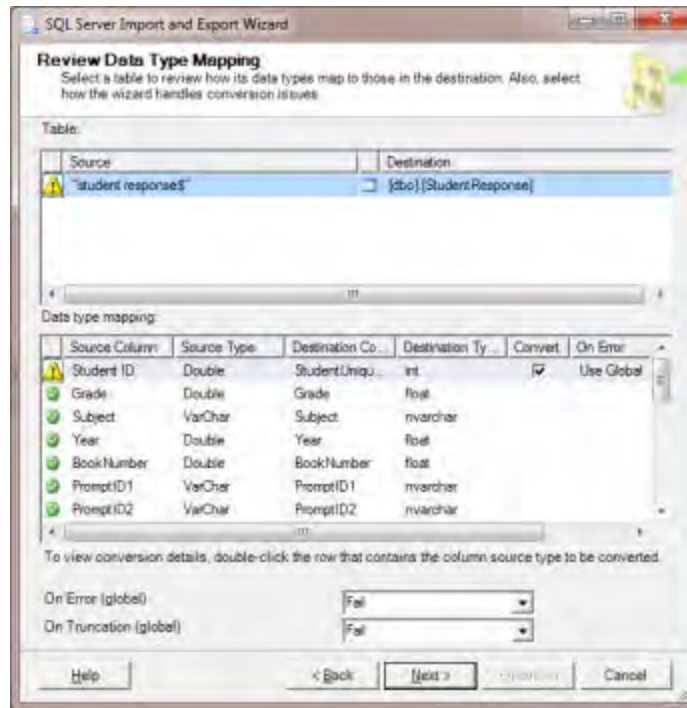 SQL Server Import and Export Wizard
Review Data Type Mapping
Select a table to review how its data types map to those in the destination. Also, select
how the wizard handles conversion issues
Table:
Source Destination
"student response$" [dbo].[StudentResponse]
Data type mapping:
Source Column Source Type Destination Co... Destination Ty... Convert On Error
Student ID Double StudentUniqu... int Use Global
Grade Double Grade float
Subject VarChar Subject nvarchar
Year Double Year float
BookNumber Double BookNumber float
PromptID1 VarChar PromptID1 nvarchar
PromptID2 VarChar PromptID2 nvarchar
To view conversion details, double-click the row that contains the column source type to be converted.
On Error (global) Fail
On Truncation (global) Fail
Help < Back Next > Cancel